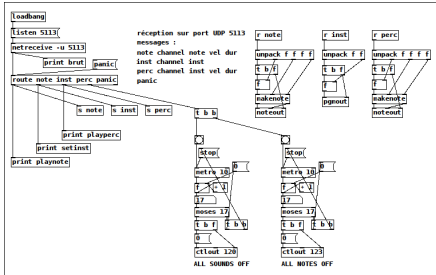 loadbang
listen 5113
netreceive -u 5113
print brut
panic
route note inst perc panic
s note
s inst
s perc
print playperc
print setinst
print playnote
réception sur port UDP 5113
messages :
note channel note vel dur
inst channel inst
perc channel inst vel dur
panic
r note
unpack f f f f
t b f
f
makenote
noteout
r inst
unpack f f
t b f
f
pgmout
r perc
unpack f f f f
t b f
f
makenote
noteout
t b b
stop
metro 10
0
f
+ 1
17
moses 17
t b f
t b b
0
ctlout 120
ALL SOUNDS OFF
stop
metro 10
0
f
+ 1
17
moses 17
t b f
t b b
0
ctlout 123
ALL NOTES OFF